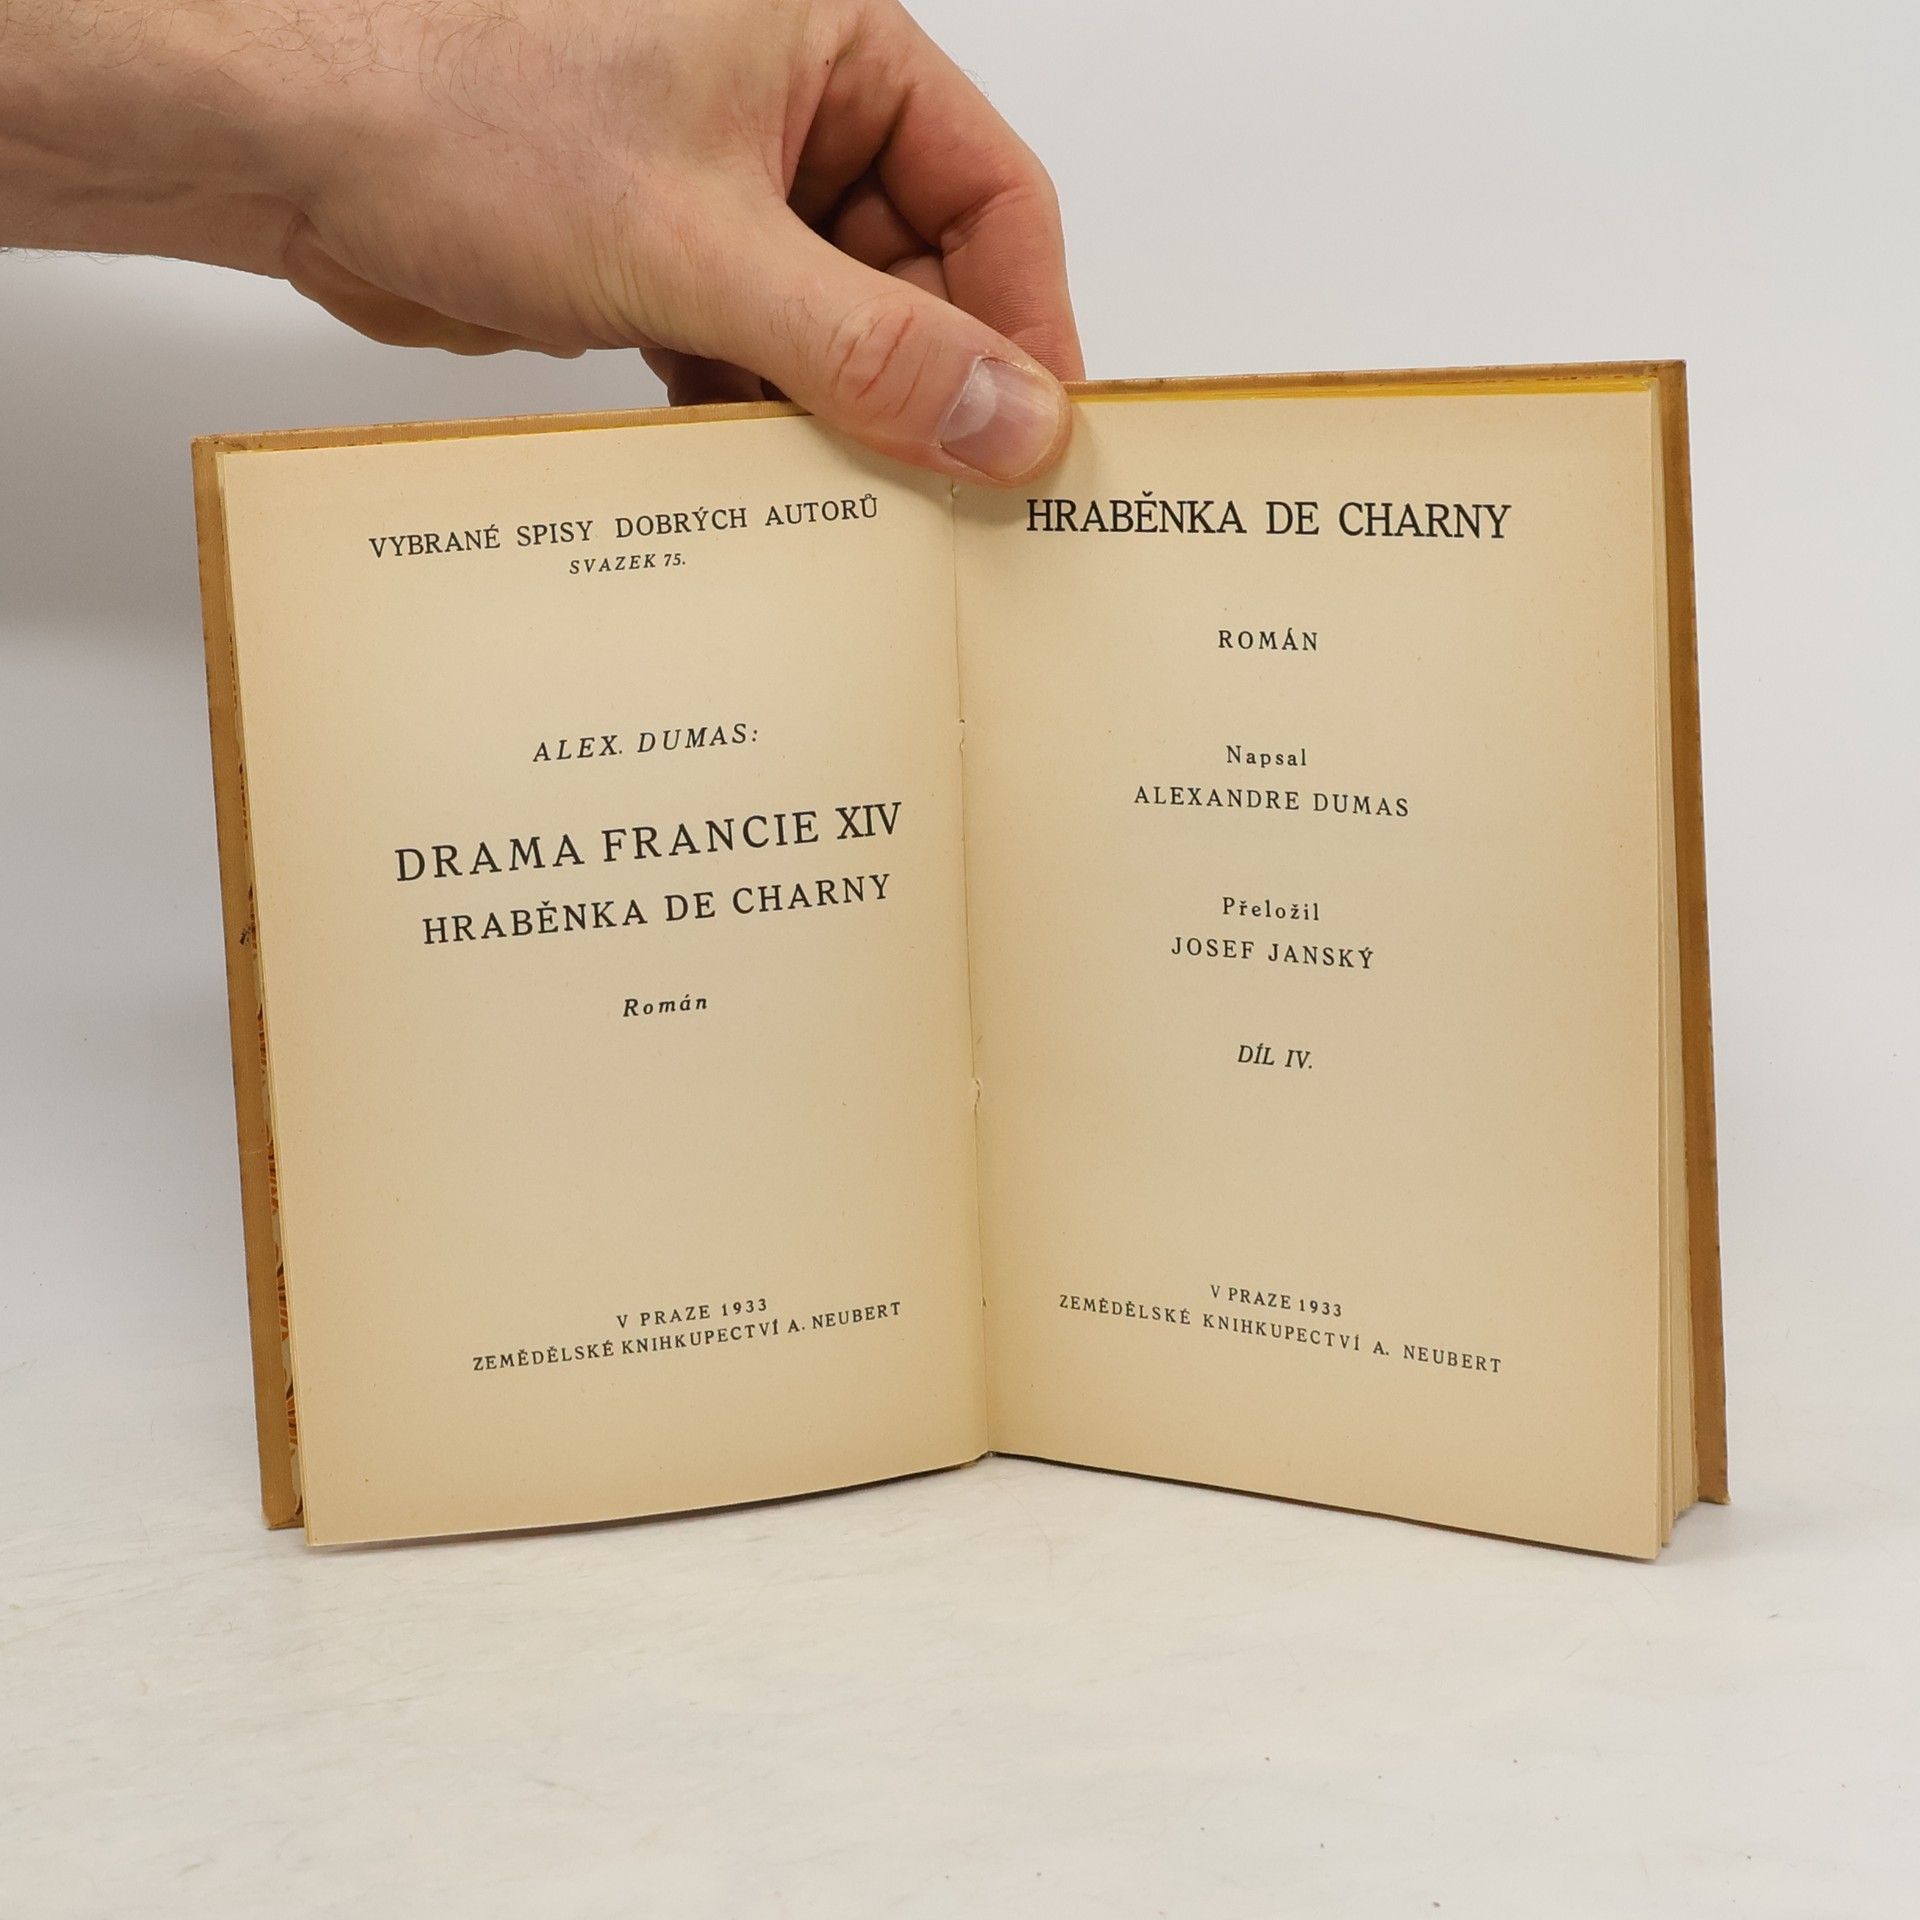 VYBRANÉ SPISY DOBRÝCH AUTORŮ
SVAZEK 75.
ALEX. DUMAS:
DRAMA FRANCIE XIV
HRABĚNKA DE CHARNY
Román
V PRAZE 1933
ZEMĚDĚLSKÉ KNIHKUPECTVÍ A. NEUBERT
HRABĚNKA DE CHARNY
ROMÁN
Napsal
ALEXANDRE DUMAS
Přeložil
JOSEF JANSKÝ
DÍL IV.
V PRAZE 1933
ZEMĚDĚLSKÉ KNIHKUPECTVÍ A. NEUBERT